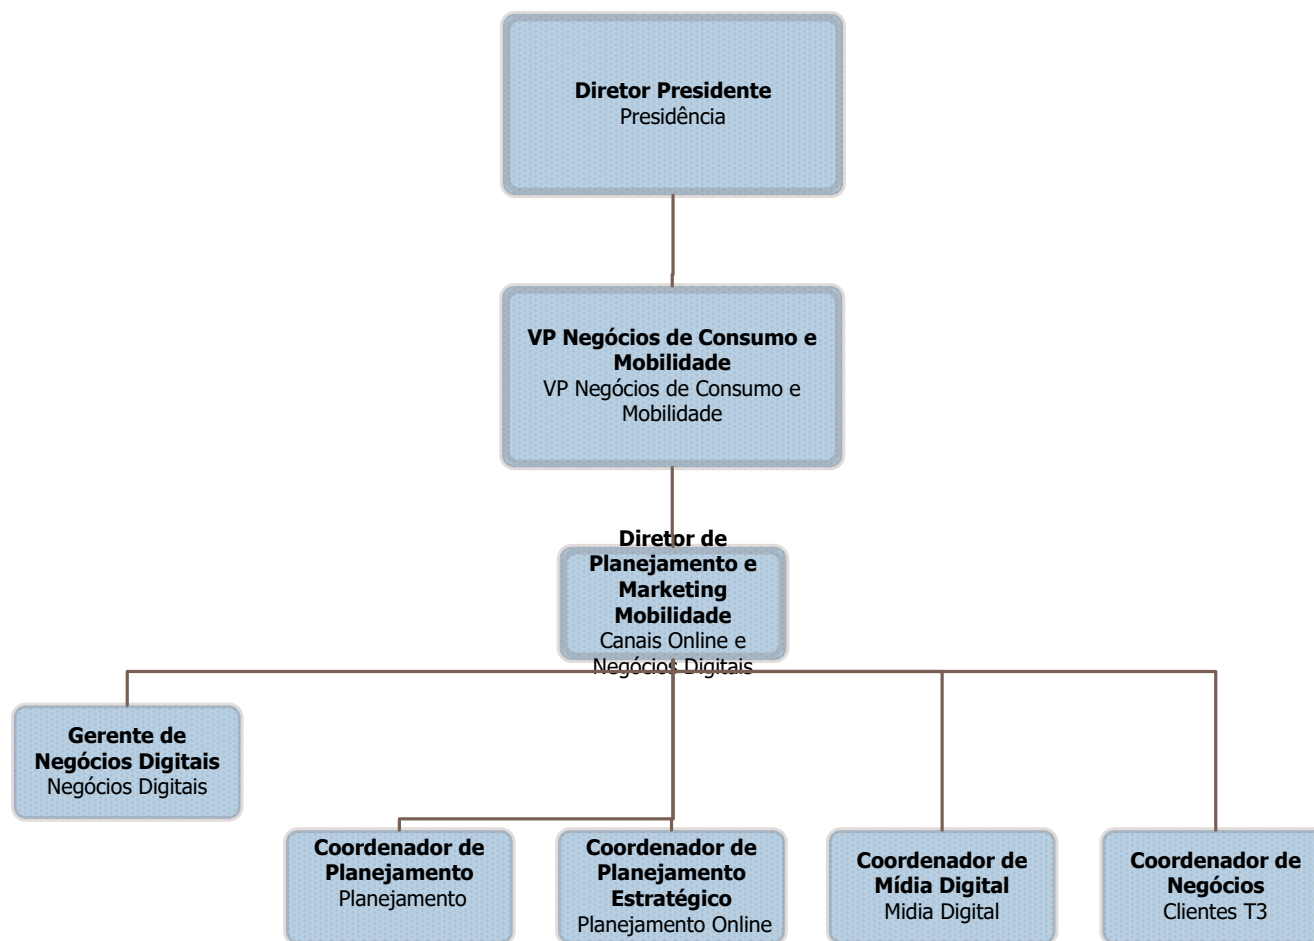 Diretor Presidente
Presidência
VP Negócios de Consumo e
Mobilidade
VP Negócios de Consumo e
Mobilidade
Diretor de
Planejamento e
Marketing
Mobilidade
Canais Online e
Negócios Digitais
Gerente de
Negócios Digitais
Negócios Digitais
Coordenador de
Planejamento
Planejamento
Coordenador de
Planejamento
Estratégico
Planejamento Online
Coordenador de
Mídia Digital
Midia Digital
Coordenador de
Negócios
Clientes T3